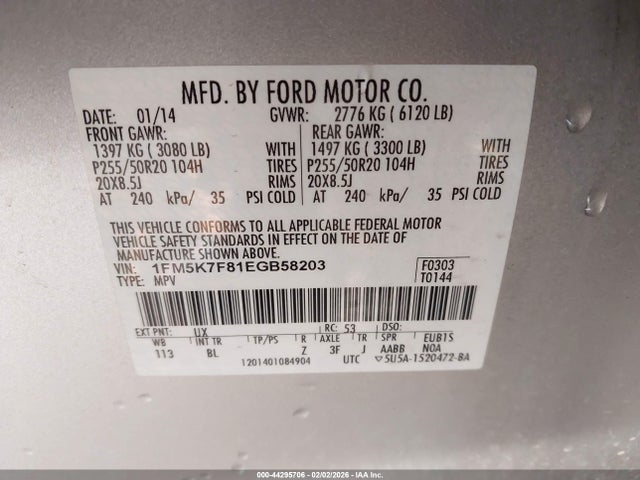 MFD. BY FORD MOTOR CO.
DATE: 01/14 GVWR: 2776 KG ( 6120 LB)
FRONT GAWR: REAR GAWR:
1397 KG ( 3080 LB) WITH 1497 KG ( 3300 LB) WITH
P255/50R20 104H TIRES P255/50R20 104H TIRES
20X8.5J RIMS 20X8.5J RIMS
AT 240 kPa/ 35 PSI COLD AT 240 kPa/ 35 PSI COLD
THIS VEHICLE CONFORMS TO ALL APPLICABLE FEDERAL MOTOR
VEHICLE SAFETY STANDARDS IN EFFECT ON THE DATE OF
MANUFACTURE SHOWN ABOVE.
VIN: 1FM5K7F81EGB58203 F0303
TYPE: MPV T0144
EXT PNT: UX RC: 53 DSO:
WB INT TR TP/PS R AXLE TR SPR EUB1S
113 BL Z 3F J AABB N0A
1201401084904 UTC ▽5U5A-1520472-BA
000-44295706 - 02/02/2026 - IAA Inc.